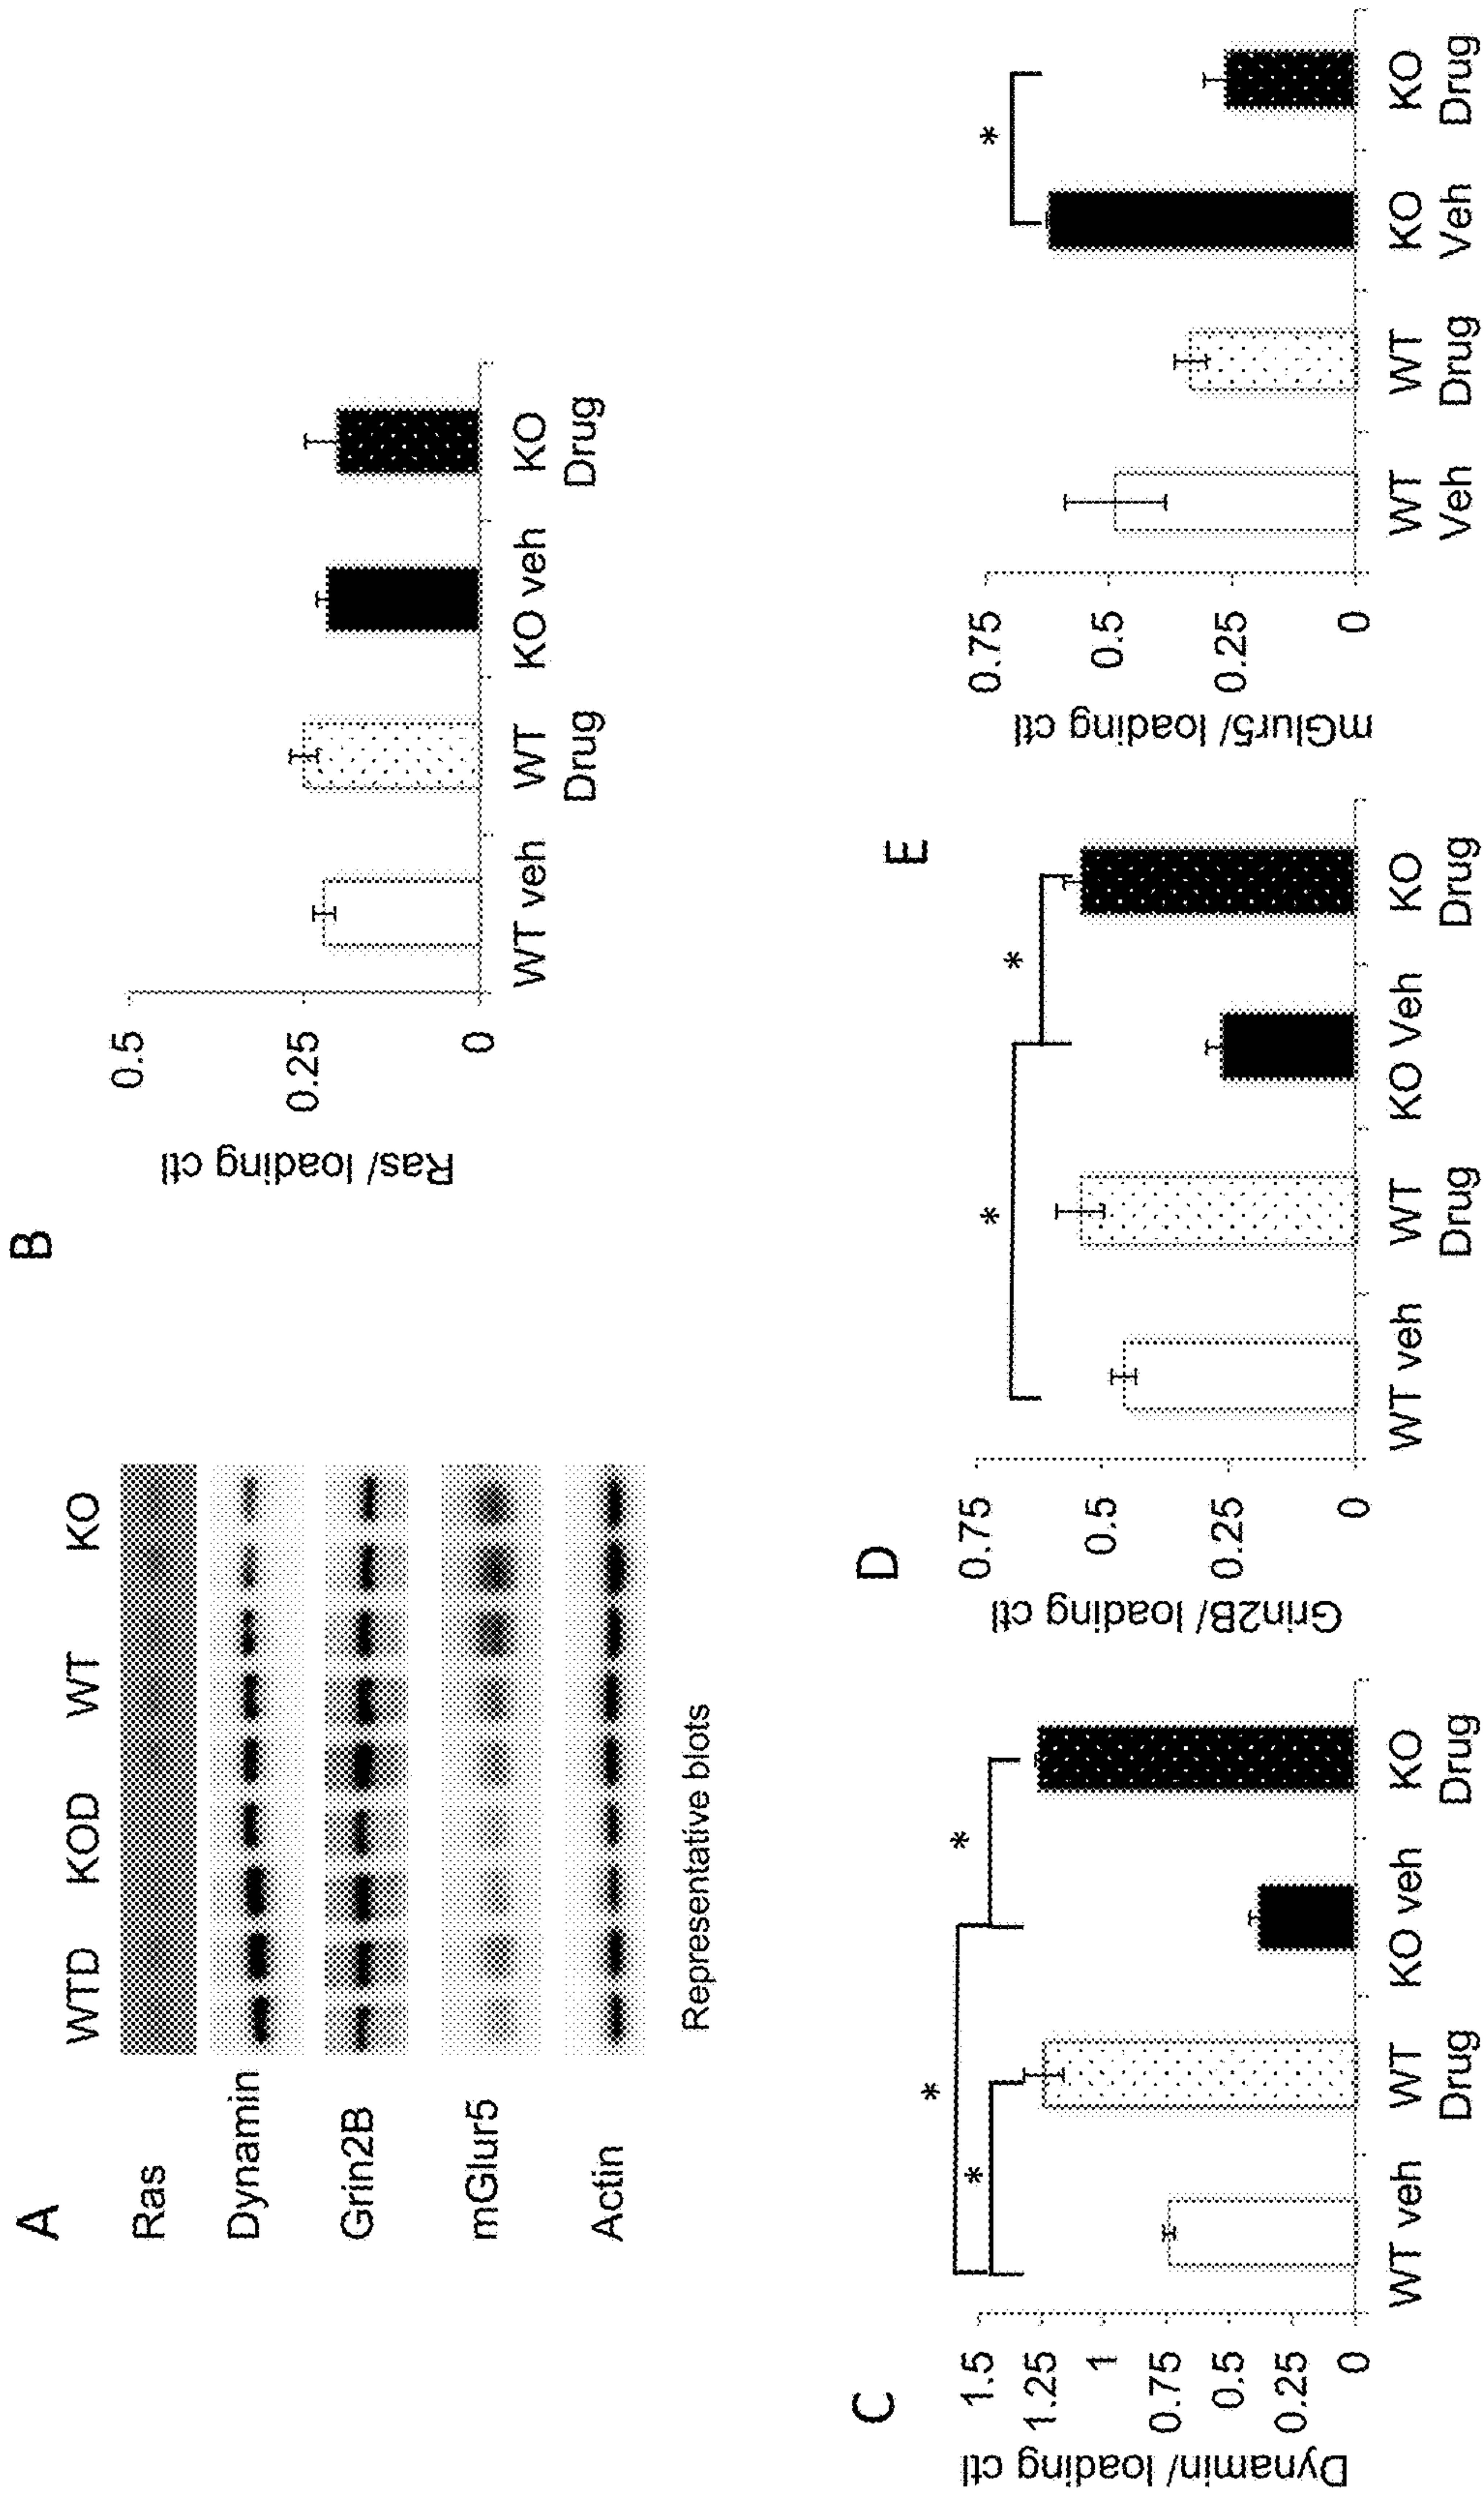 A
WTD KOD WT KO
Ras
Dynamin
Grin2B
mGlur5
Actin
Representative blots
B
Ras/ loading ctl
0.5
0.25
0
WT veh WT Drug KO veh KO Drug
C
Dynamin/ loading ctl
1.5
1.25
1
0.75
0.5
0.25
0
* * *
WT veh WT Drug KO veh KO Drug
D
Grin2B/ loading ctl
0.75
0.5
0.25
0
* *
WT veh WT Drug KO Veh KO Drug
E
mGlur5/ loading ctl
0.75
0.5
0.25
0
*
WT Veh WT Drug KO Veh KO Drug